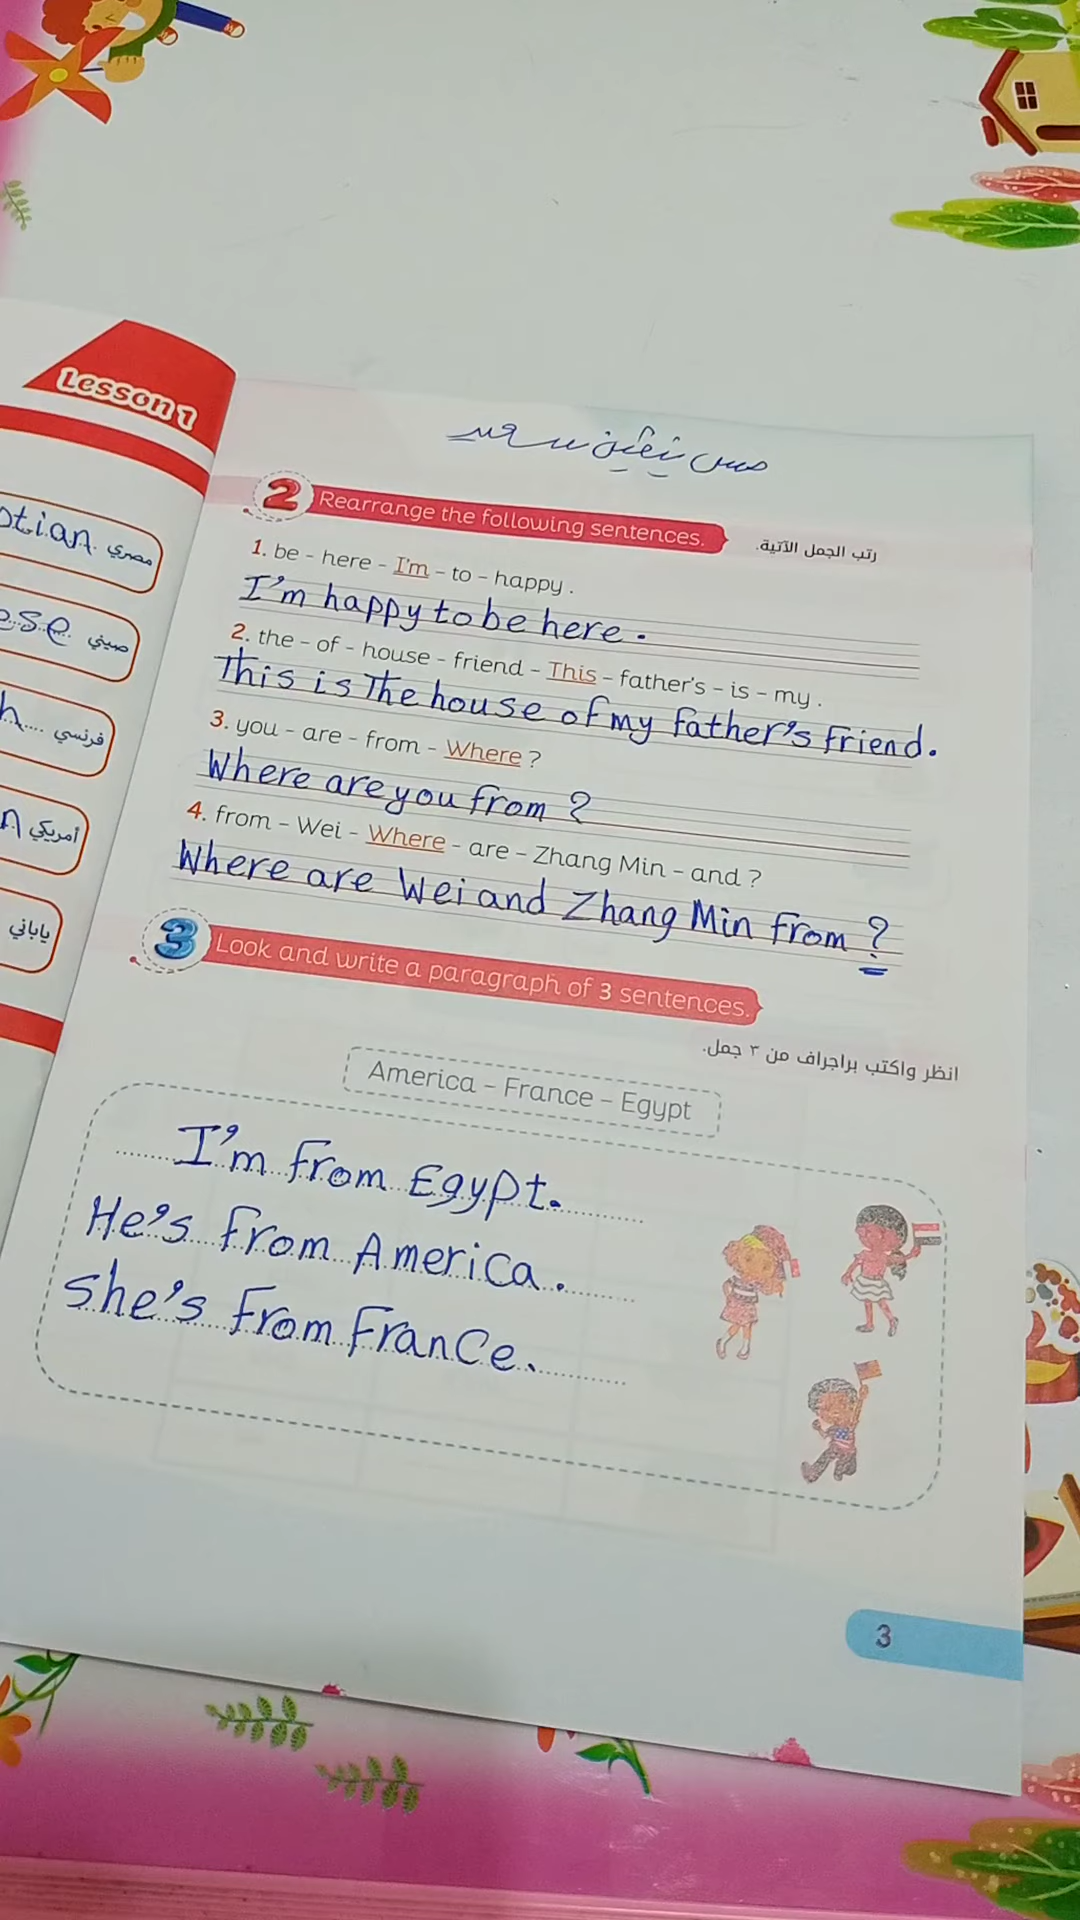 Lesson 1
مصري
صيني
فرنسي
أمريكي
ياباني
2 Rearrange the following sentences.
رتب الجمل الآتية.
1. be - here - I'm - to - happy .
I'm happy to be here .
2. the - of - house - friend - This - father's - is - my .
This is The house of my father's friend.
3. you - are - from - Where ?
Where are you from ?
4. from - Wei - Where - are - Zhang Min - and ?
Where are Wei and Zhang Min from ?
3 Look and write a paragraph of 3 sentences.
انظر واكتب براجراف من ٣ جمل.
America - France - Egypt
I'm from Egypt.
He's from America.
She's from France.
3